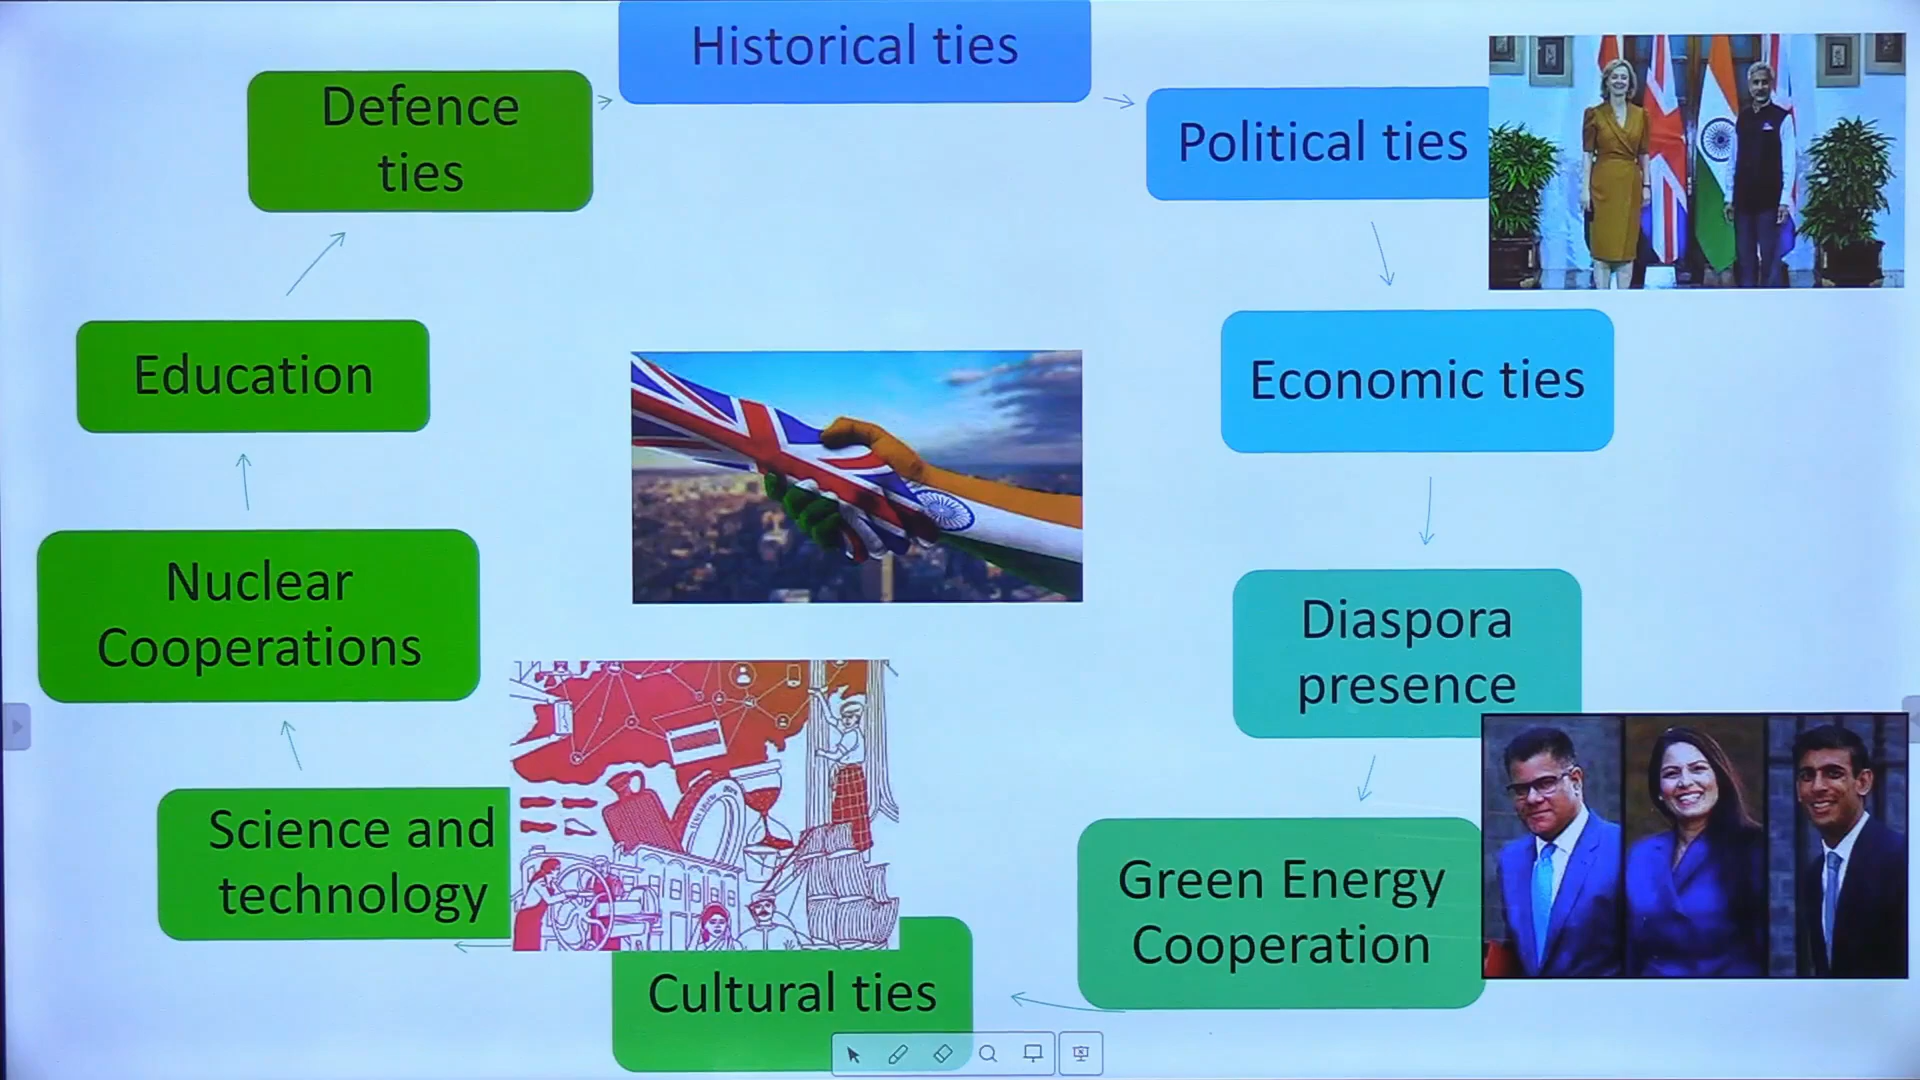 Historical ties
Political ties
Economic ties
Diaspora
presence
Green Energy
Cooperation
Cultural ties
Science and
technology
Nuclear
Cooperations
Education
Defence
ties